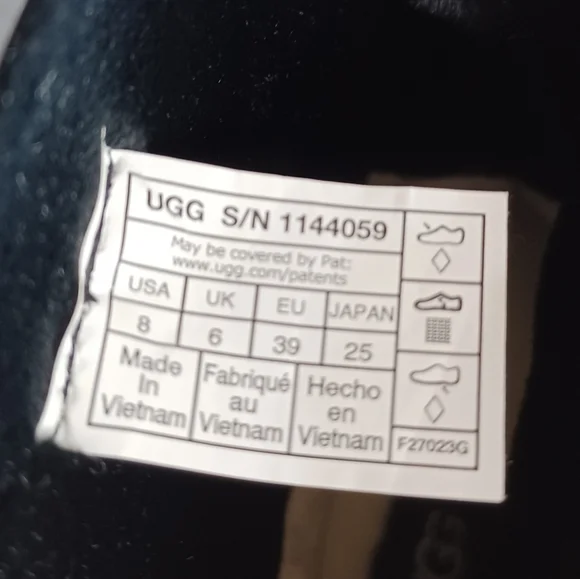 UGG S/N 1144059
May be covered by Pat:
www.ugg.com/patents
USA UK EU JAPAN
8 6 39 25
Made In Vietnam
Fabriqué au Vietnam
Hecho en Vietnam
F27023G
GG